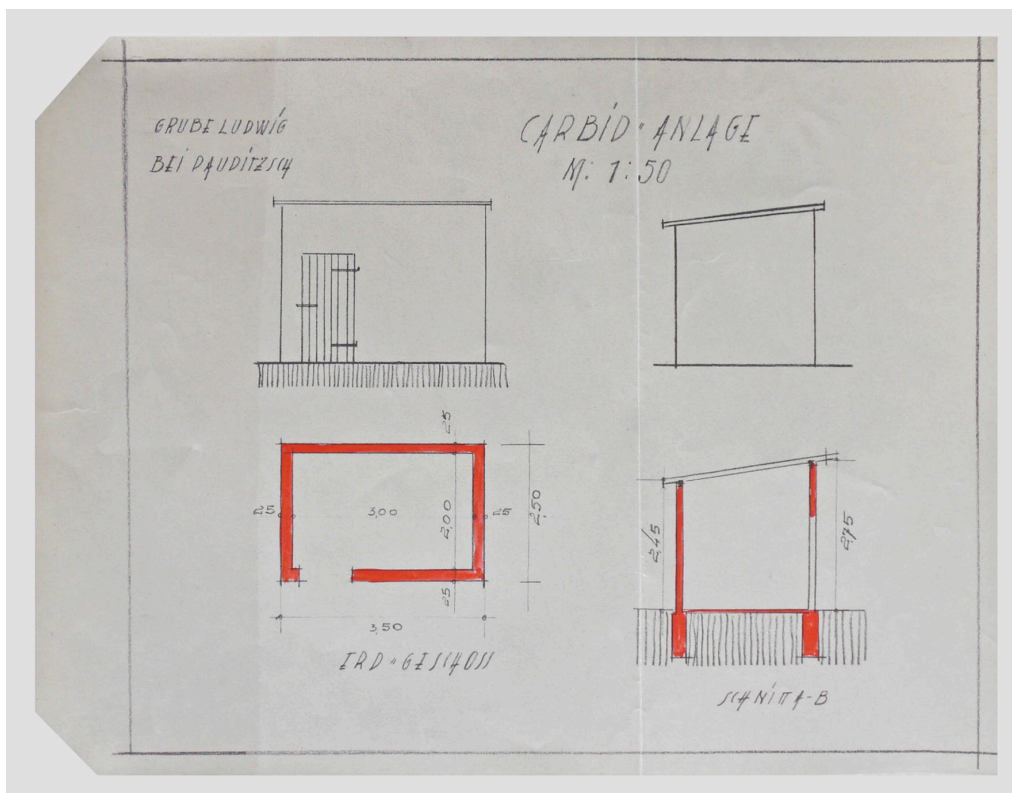 GRUBE LUDWIG
BEI PAUDITZSCH
CARBID-ANLAGE
M: 1:50
25
25
3,00
2,00
25
2,50
25
3,50
ERD-GESCHOSS
2,45
2,75
SCHNITT A-B